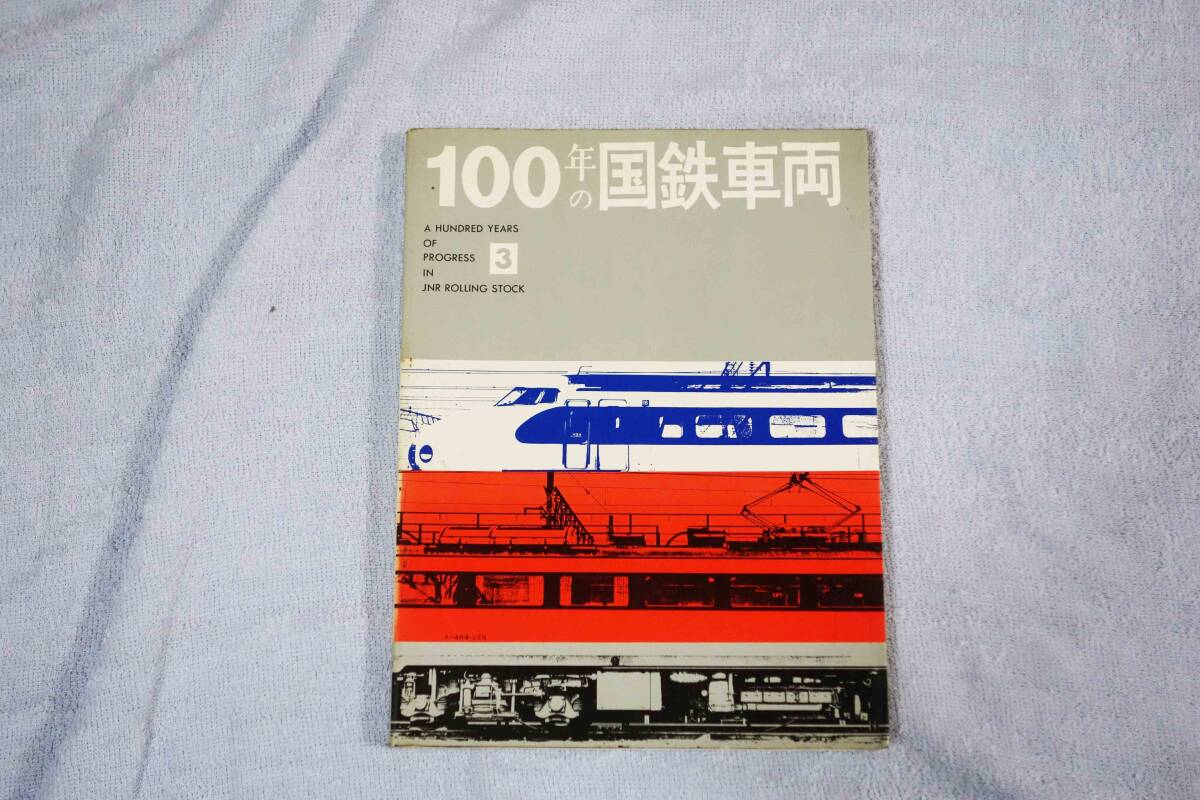 100年の国鉄車両
A HUNDRED YEARS
OF
PROGRESS
3
IN
JNR ROLLING STOCK